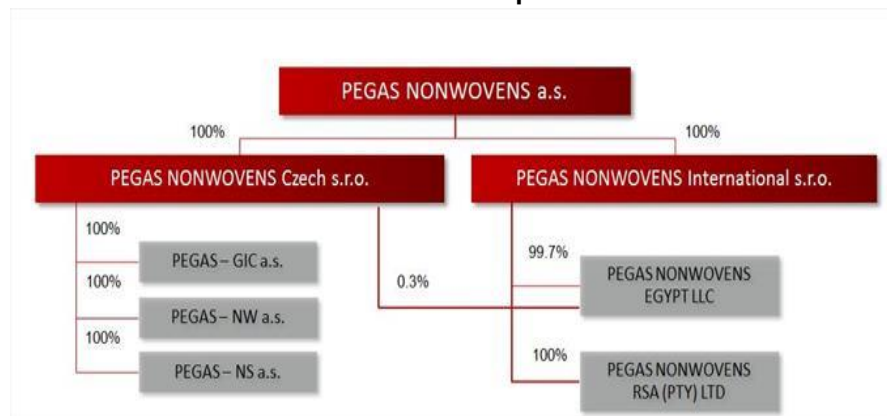 PEGAS NONWOVENS a.s.
100%
100%
PEGAS NONWOVENS Czech s.r.o.
PEGAS NONWOVENS International s.r.o.
100%
PEGAS – GIC a.s.
100%
PEGAS – NW a.s.
100%
PEGAS – NS a.s.
0.3%
99.7%
PEGAS NONWOVENS
EGYPT LLC
100%
PEGAS NONWOVENS
RSA (PTY) LTD